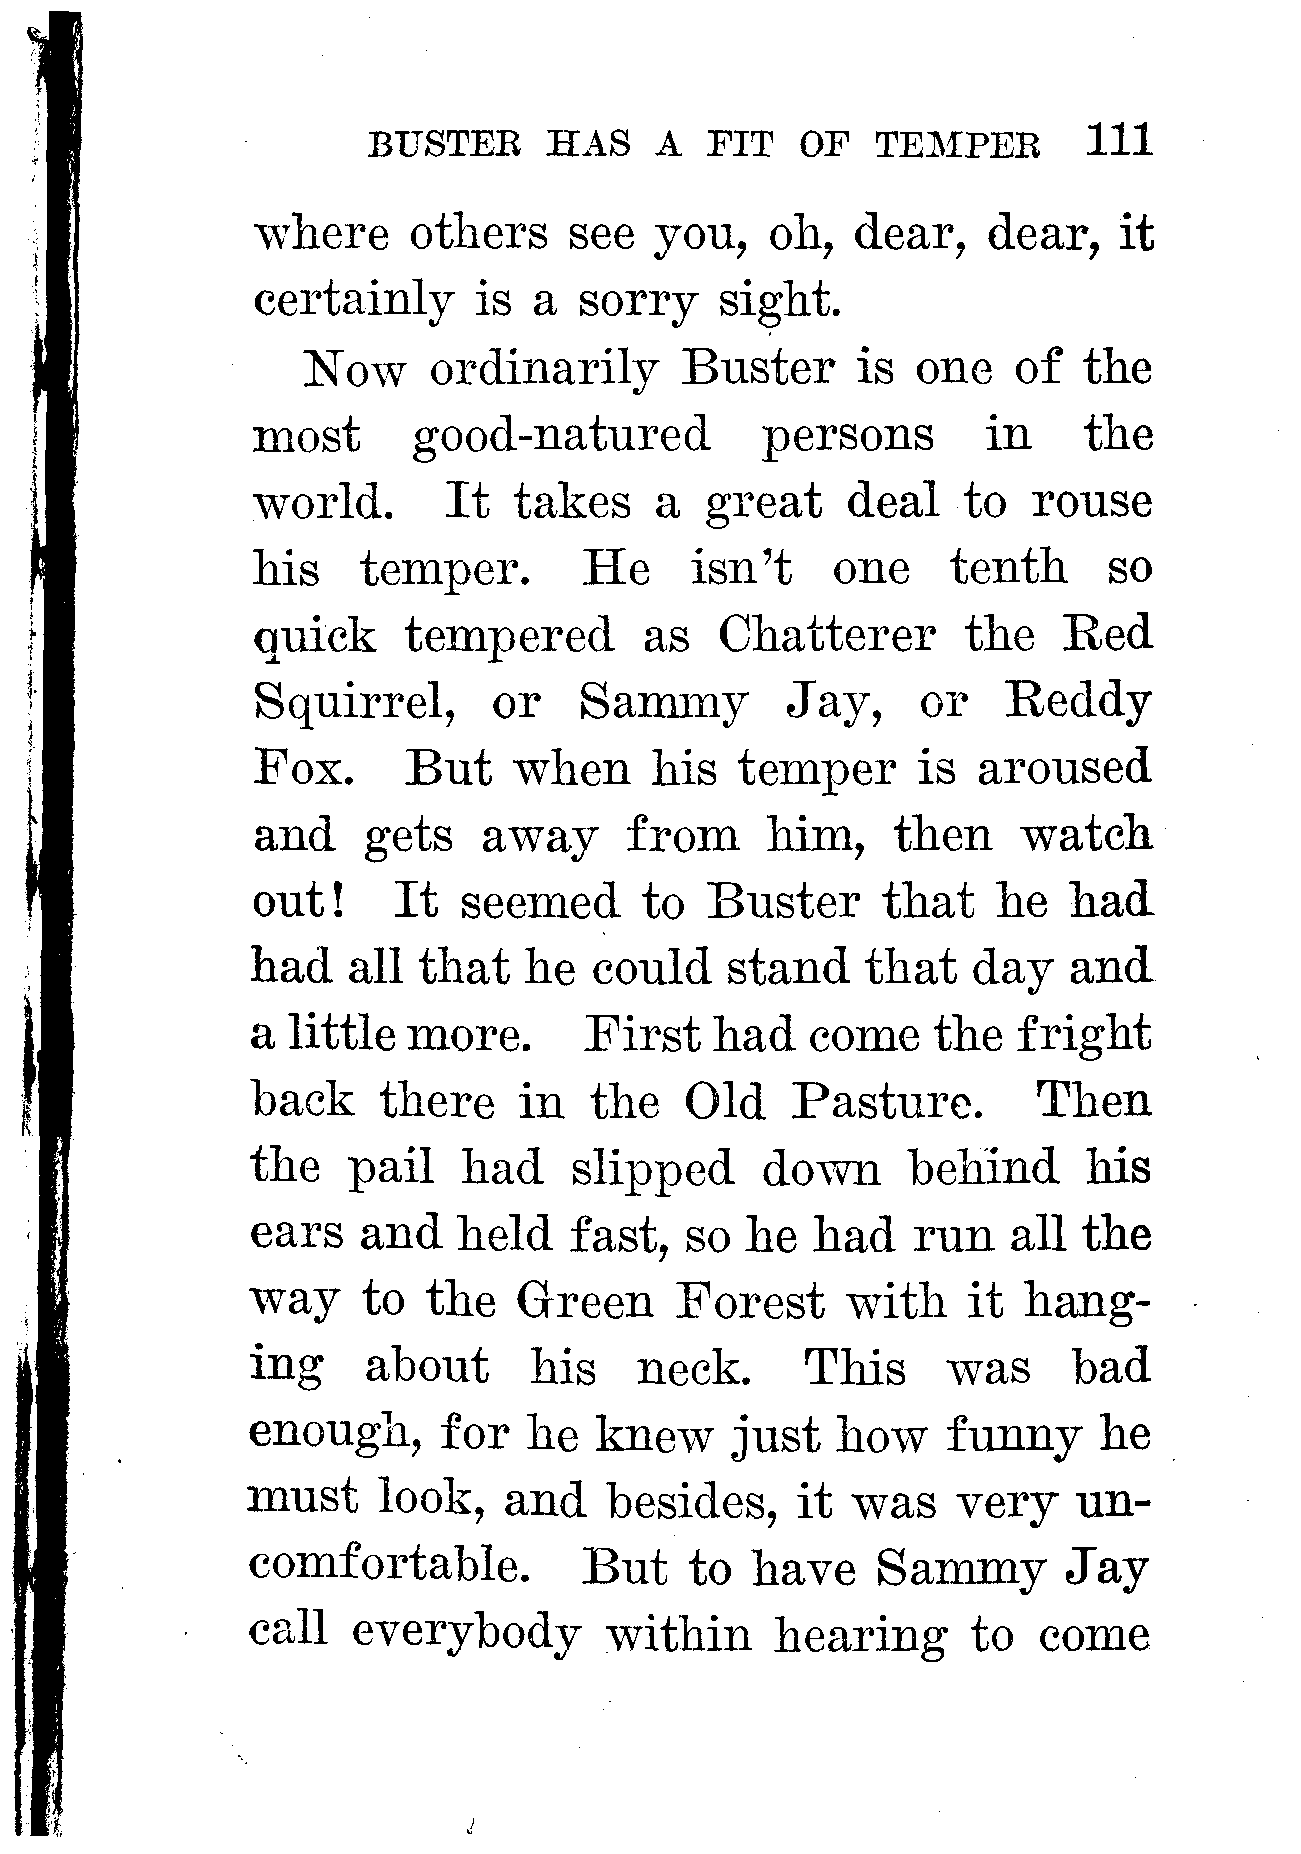 BUSTER HAS A FIT OF TEMPER 111
where others see you, oh, dear, dear, it
certainly is a sorry sight.
Now ordinarily Buster is one of the
most good-natured persons in the
world. It takes a great deal to rouse
his temper. He isn't one tenth so
quick tempered as Chatterer the Red
Squirrel, or Sammy Jay, or Reddy
Fox. But when his temper is aroused
and gets away from him, then watch
out! It seemed to Buster that he had
had all that he could stand that day and
a little more. First had come the fright
back there in the Old Pasture. Then
the pail had slipped down behind his
ears and held fast, so he had run all the
way to the Green Forest with it hang-
ing about his neck. This was bad
enough, for he knew just how funny he
must look, and besides, it was very un-
comfortable. But to have Sammy Jay
call everybody within hearing to come